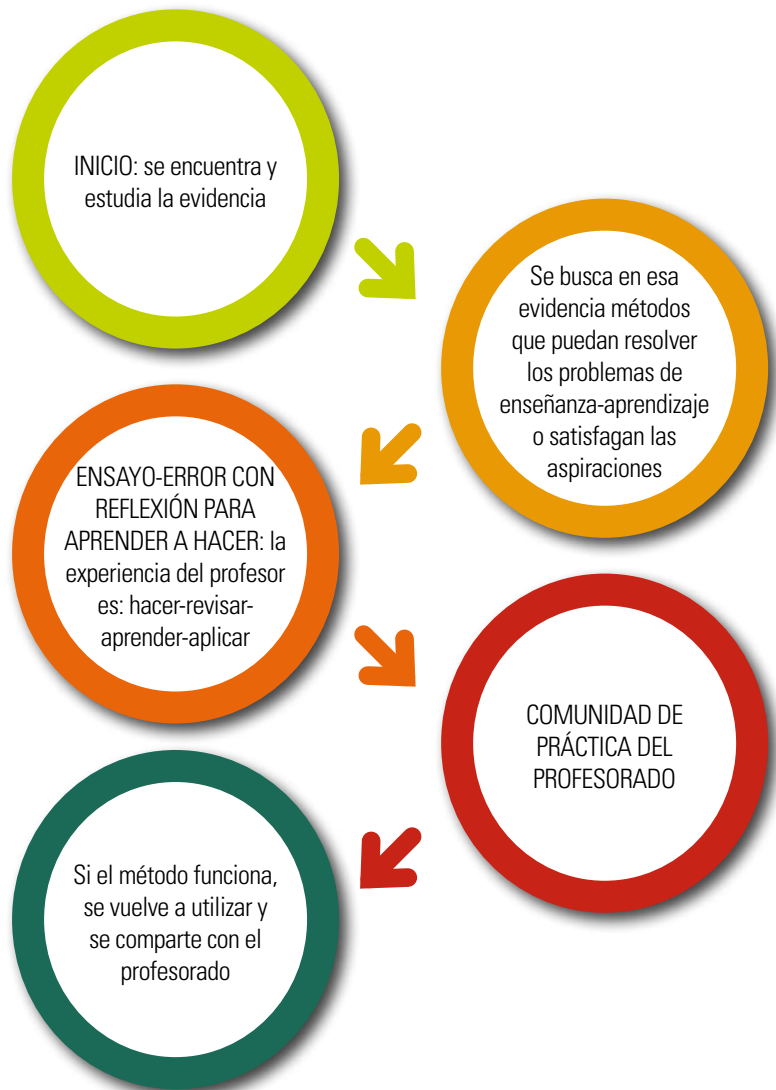 INICIO: se encuentra y
estudia la evidencia
Se busca en esa
evidencia métodos
que puedan resolver
los problemas de
enseñanza-aprendizaje
o satisfagan las
aspiraciones
ENSAYO-ERROR CON
REFLEXIÓN PARA
APRENDER A HACER: la
experiencia del profesor
es: hacer-revisar-
aprender-aplicar
COMUNIDAD DE
PRÁCTICA DEL
PROFESORADO
Si el método funciona,
se vuelve a utilizar y
se comparte con el
profesorado